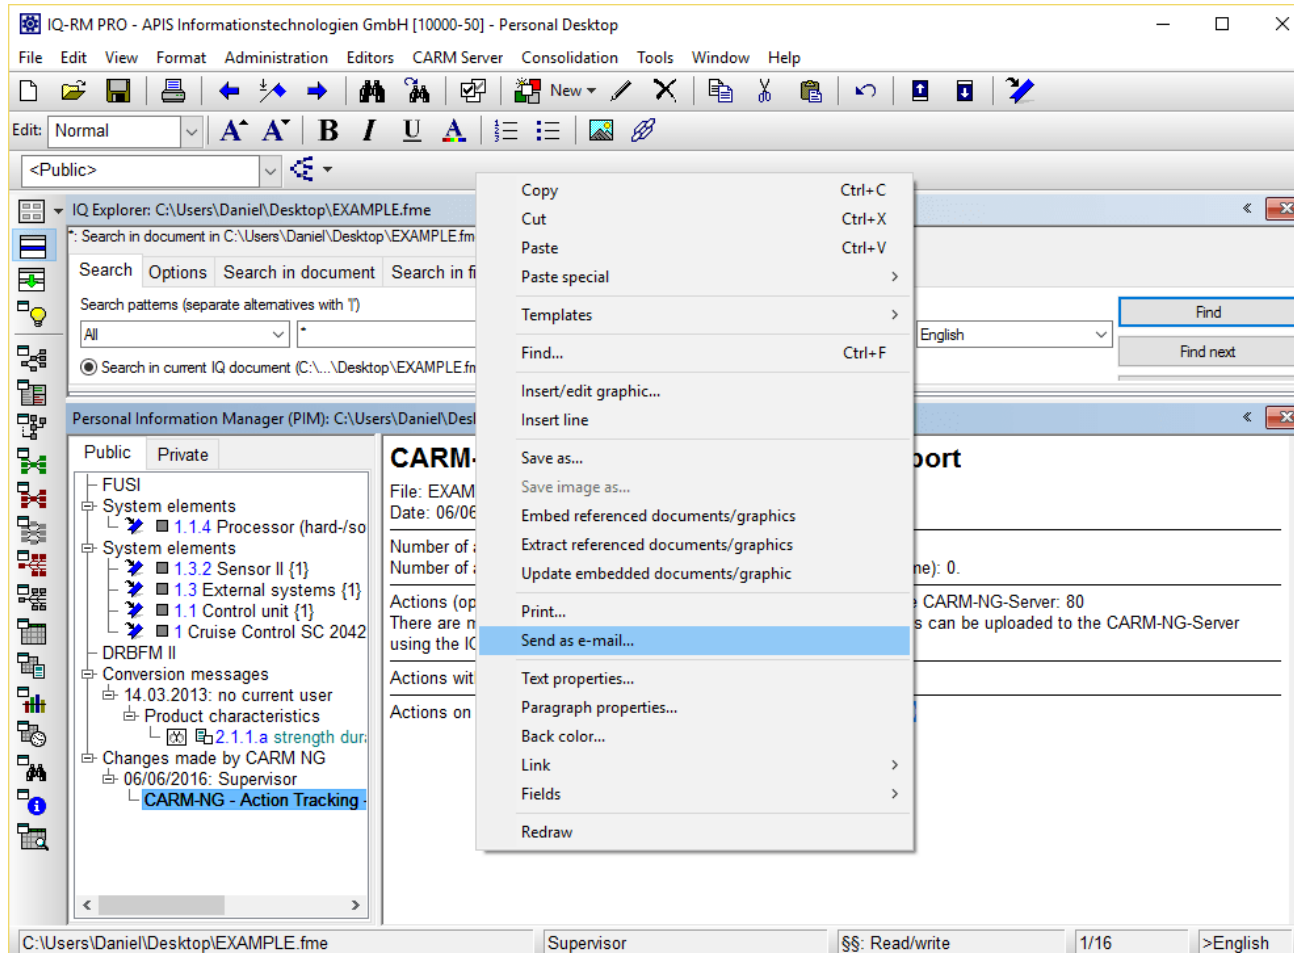 IQ-RM PRO - APIS Informationstechnologien GmbH [10000-50] - Personal Desktop
File Edit View Format Administration Editors CARM Server Consolidation Tools Window Help
New
Edit: Normal A A B I U A
<Public>
IQ Explorer: C:\Users\Daniel\Desktop\EXAMPLE.fme
*: Search in document in C:\Users\Daniel\Desktop\EXAMPLE.fm
Search Options Search in document Search in fi
Search patterns (separate alternatives with '|')
All * English Find
Search in current IQ document (C:\...\Desktop\EXAMPLE.fm Find next
Personal Information Manager (PIM): C:\Users\Daniel\Desk
Public Private
FUSI
System elements
1.1.4 Processor (hard-/so
System elements
1.3.2 Sensor II {1}
1.3 External systems {1}
1.1 Control unit {1}
1 Cruise Control SC 2042
DRBFM II
Conversion messages
14.03.2013: no current user
Product characteristics
2.1.1.a strength dura
Changes made by CARM NG
06/06/2016: Supervisor
CARM-NG - Action Tracking -
CARM- port
File: EXAM
Date: 06/06
Number of a
Number of a ne): 0.
Actions (op CARM-NG-Server: 80
There are m s can be uploaded to the CARM-NG-Server
using the IQ
Actions wit
Actions on
Copy Ctrl+C
Cut Ctrl+X
Paste Ctrl+V
Paste special
Templates
Find... Ctrl+F
Insert/edit graphic...
Insert line
Save as...
Save image as...
Embed referenced documents/graphics
Extract referenced documents/graphics
Update embedded documents/graphic
Print...
Send as e-mail...
Text properties...
Paragraph properties...
Back color...
Link
Fields
Redraw
C:\Users\Daniel\Desktop\EXAMPLE.fme Supervisor §§: Read/write 1/16 >English